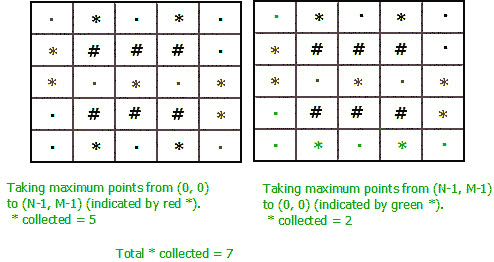 . * . * .
* # # # .
* . * . *
. # # # *
. * . * .
. * . * .
* # # # .
* . * . *
. # # # *
. * . * .
Taking maximum points from (0, 0)
to (N-1, M-1) (indicated by red *).
* collected = 5
Taking maximum points from (N-1, M-1)
to (0, 0) (indicated by green *).
* collected = 2
Total * collected = 7